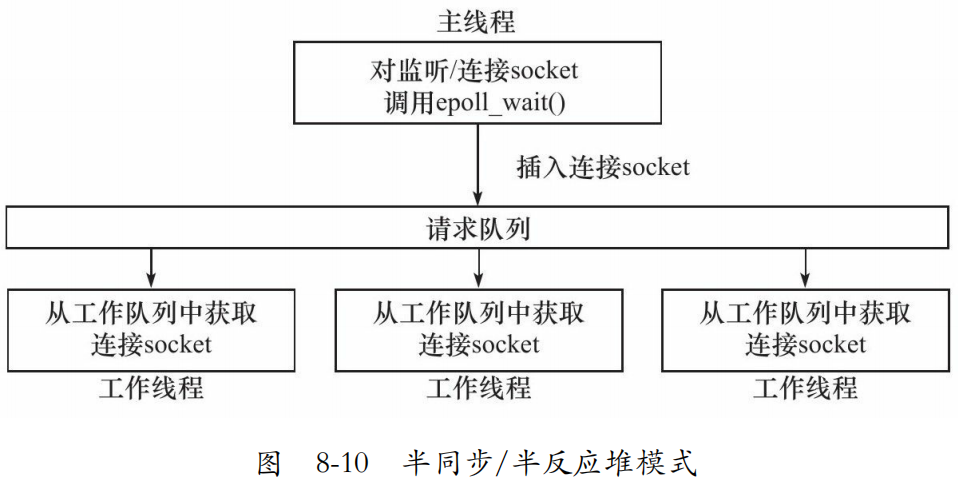 主线程
对监听/连接socket
调用epoll_wait()
插入连接socket
请求队列
从工作队列中获取
连接socket
工作线程
从工作队列中获取
连接socket
工作线程
从工作队列中获取
连接socket
工作线程
图 8-10 半同步/半反应堆模式